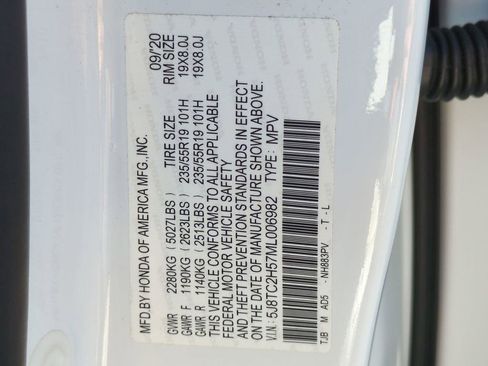 MFD.BY HONDA OF AMERICA MFG.,INC. 09/'20
GVWR 2280KG (5027LBS) TIRE SIZE RIM SIZE
GAWR F 1190KG (2623LBS) 235/55R19 101H 19X8.0J
GAWR R 1140KG (2513LBS) 235/55R19 101H 19X8.0J
THIS VEHICLE CONFORMS TO ALL APPLICABLE
FEDERAL MOTOR VEHICLE SAFETY
AND THEFT PREVENTION STANDARDS IN EFFECT
ON THE DATE OF MANUFACTURE SHOWN ABOVE.
V.I.N.: 5J8TC2H57ML006982 TYPE: MPV
TJB M AD5 - NH883PV - T - L